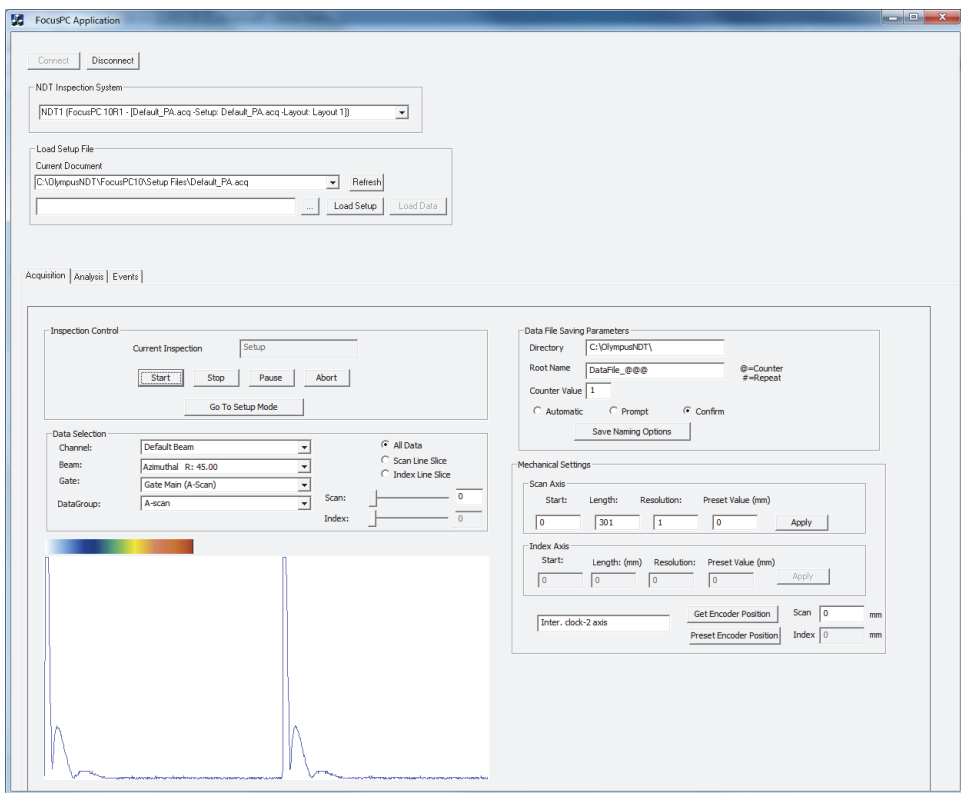 FocusPC Application
Connect
Disconnect
NDT Inspection System
NDT1 (FocusPC 10R1 - [Default_PA.acq -Setup: Default_PA.acq -Layout: Layout 1])
Load Setup File
Current Document
C:\OlympusNDT\FocusPC10\Setup Files\Default_PA.acq
Refresh
...
Load Setup
Load Data
Acquisition
Analysis
Events
Inspection Control
Current Inspection
Setup
Start
Stop
Pause
Abort
Go To Setup Mode
Data Selection
Channel:
Default Beam
Beam:
Azimuthal R: 45.00
Gate:
Gate Main (A-Scan)
DataGroup:
A-scan
All Data
Scan Line Slice
Index Line Slice
Scan:
0
Index:
0
Data File Saving Parameters
Directory
C:\OlympusNDT\
Root Name
DataFile_@@@
@=Counter
#=Repeat
Counter Value
1
Automatic
Prompt
Confirm
Save Naming Options
Mechanical Settings
Scan Axis
Start:
Length:
Resolution:
Preset Value (mm)
0
301
1
0
Apply
Index Axis
Start:
Length: (mm)
Resolution:
Preset Value (mm)
0
0
0
0
Apply
Inter. clock-2 axis
Get Encoder Position
Scan
0
mm
Preset Encoder Position
Index
0
mm